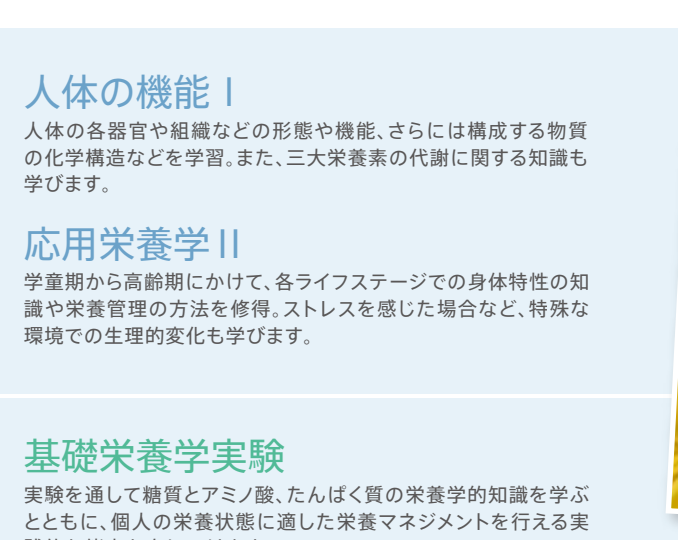 人体の機能Ⅰ
人体の各器官や組織などの形態や機能、さらには構成する物質
の化学構造などを学習。また、三大栄養素の代謝に関する知識も
学びます。
応用栄養学II
学童期から高齢期にかけて、各ライフステージでの身体特性の知
識や栄養管理の方法を修得。ストレスを感じた場合など、特殊な
環境での生理的変化も学びます。
基礎栄養学実験
実験を通して糖質とアミノ酸、たんぱく質の栄養学的知識を学ぶ
とともに、個人の栄養状態に適した栄養マネジメントを行える実